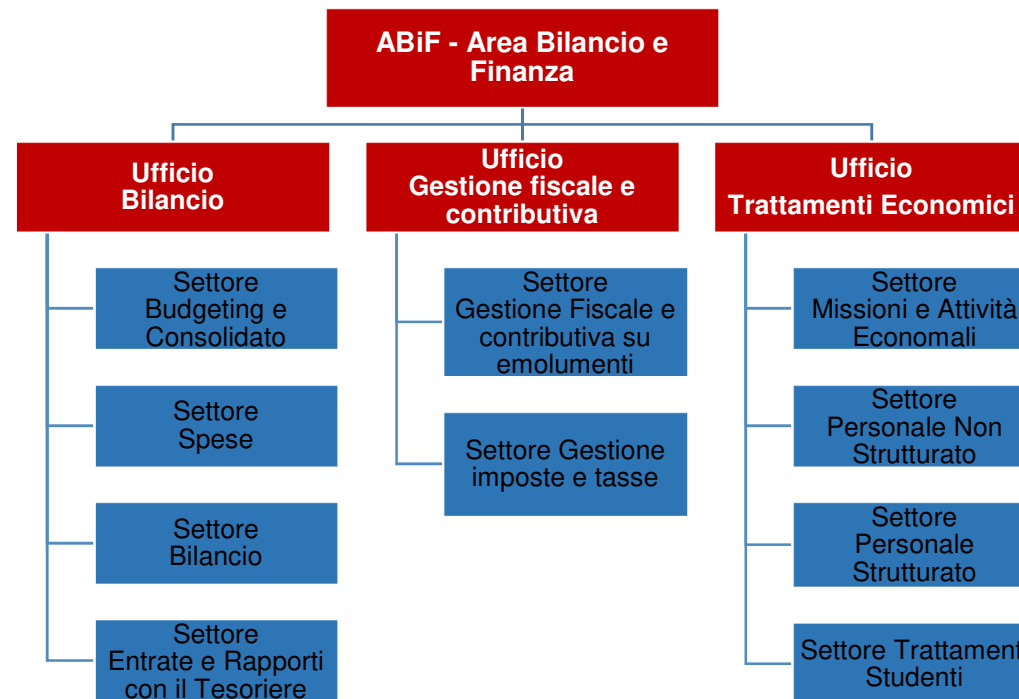 ABiF - Area Bilancio e
Finanza
Ufficio
Bilancio
Ufficio
Gestione fiscale e
contributiva
Ufficio
Trattamenti Economici
Settore
Budgeting e
Consolidato
Settore
Spese
Settore
Bilancio
Settore
Entrate e Rapporti
con il Tesoriere
Settore
Gestione Fiscale e
contributiva su
emolumenti
Settore Gestione
imposte e tasse
Settore
Missioni e Attività
Economali
Settore
Personale Non
Strutturato
Settore
Personale
Strutturato
Settore Trattament
Studenti